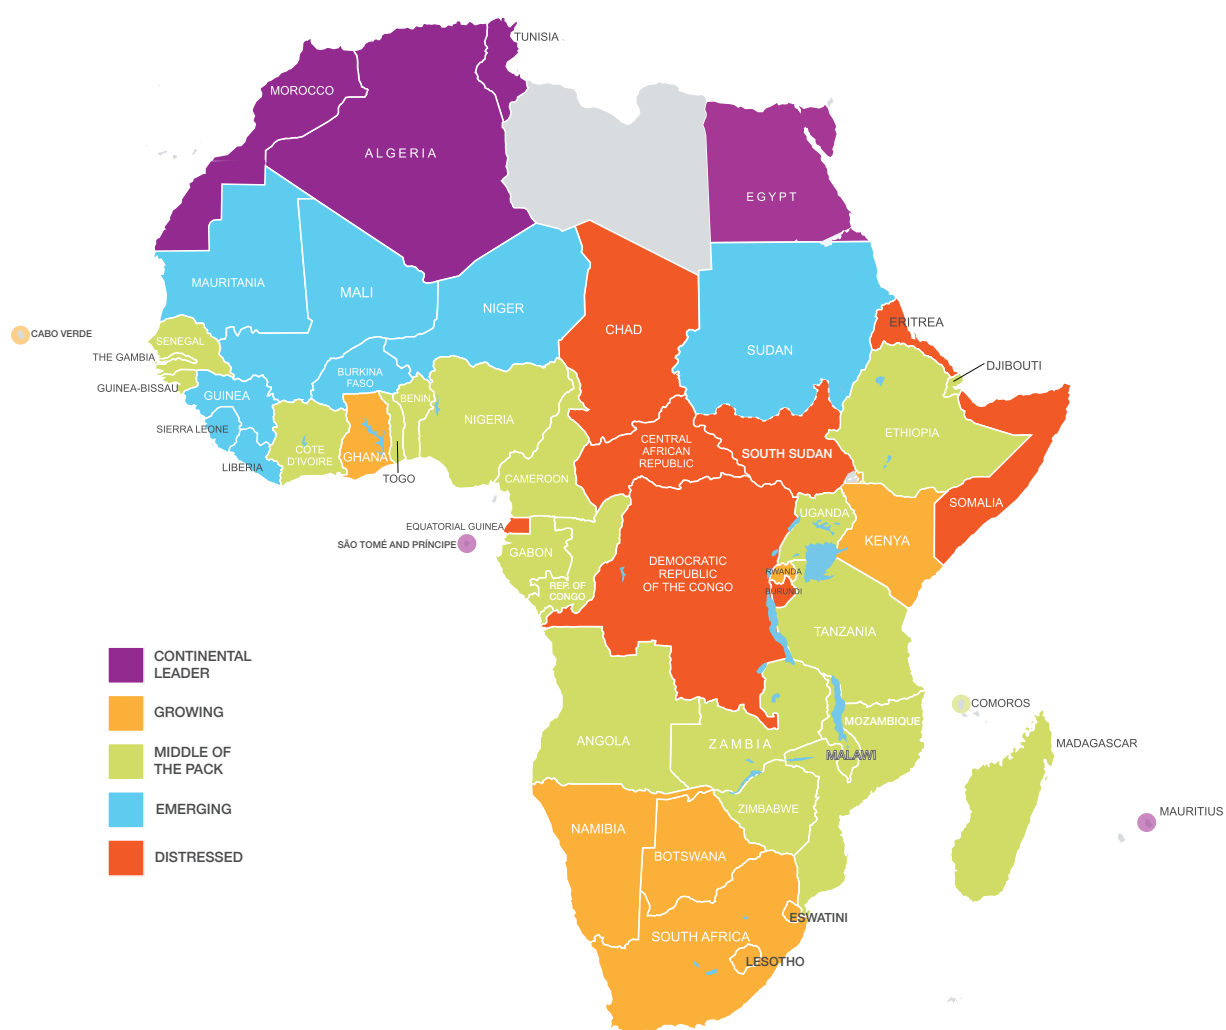 TUNISIA
MOROCCO
ALGERIA
EGYPT
MAURITANIA
MALI
NIGER
CHAD
SUDAN
ERITREA
CABO VERDE
SENEGAL
THE GAMBIA
GUINEA-BISSAU
GUINEA
SIERRA LEONE
LIBERIA
BURKINA
FASO
CÔTE
D'IVOIRE
GHANA
TOGO
BENIN
NIGERIA
CAMEROON
CENTRAL
AFRICAN
REPUBLIC
SOUTH SUDAN
ETHIOPIA
DJIBOUTI
SOMALIA
EQUATORIAL GUINEA
SÃO TOMÉ AND PRÍNCIPE
GABON
REP. OF
CONGO
DEMOCRATIC
REPUBLIC
OF THE CONGO
UGANDA
KENYA
RWANDA
BURUNDI
TANZANIA
COMOROS
ANGOLA
ZAMBIA
MALAWI
MOZAMBIQUE
MADAGASCAR
MAURITIUS
ZIMBABWE
NAMIBIA
BOTSWANA
SOUTH AFRICA
ESWATINI
LESOTHO
CONTINENTAL
LEADER
GROWING
MIDDLE OF
THE PACK
EMERGING
DISTRESSED